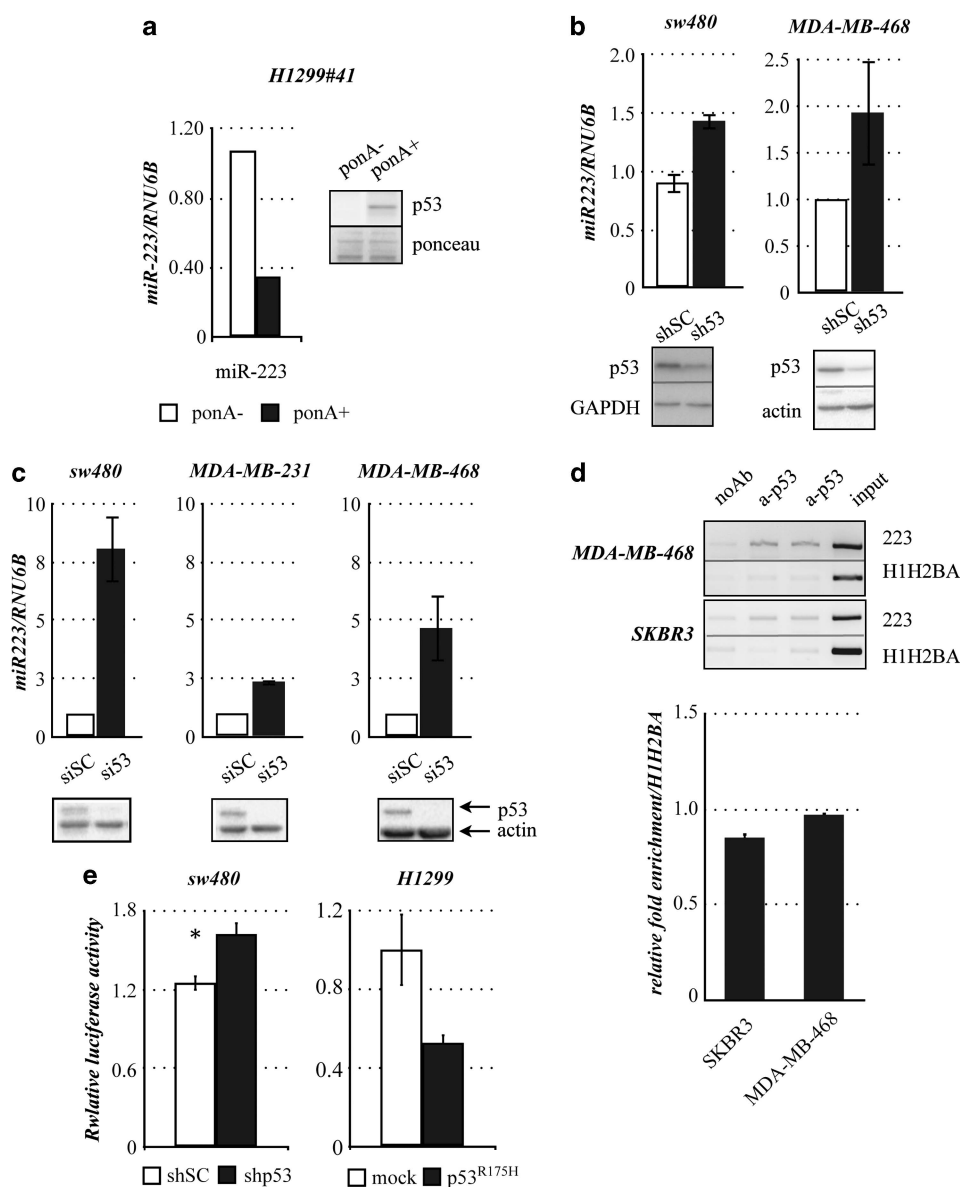 a
H1299#41
miR-223/RNU6B
1.20
0.80
0.40
0
miR-223
ponA- ponA+
ponA-
ponA+
p53
ponceau
b
sw480
MDA-MB-468
miR223/RNU6B
2.0
1.5
1.0
0.5
0
2.5
2.0
1.5
1.0
0.5
0
shSC
sh53
shSC
sh53
p53
GAPDH
p53
actin
c
sw480
MDA-MB-231
MDA-MB-468
miR223/RNU6B
10
8
5
3
0
10
8
5
3
0
10
8
5
3
0
siSC
si53
siSC
si53
siSC
si53
p53
actin
d
noAb
a-p53
a-p53
input
MDA-MB-468
223
H1H2BA
SKBR3
223
H1H2BA
relative fold enrichment/H1H2BA
1.5
1.0
0.5
0
SKBR3
MDA-MB-468
e
sw480
H1299
Rwlative luciferase activity
1.8
1.2
0.6
0
*
1.2
0.8
0.4
0
shSC shp53
mock p53R175H